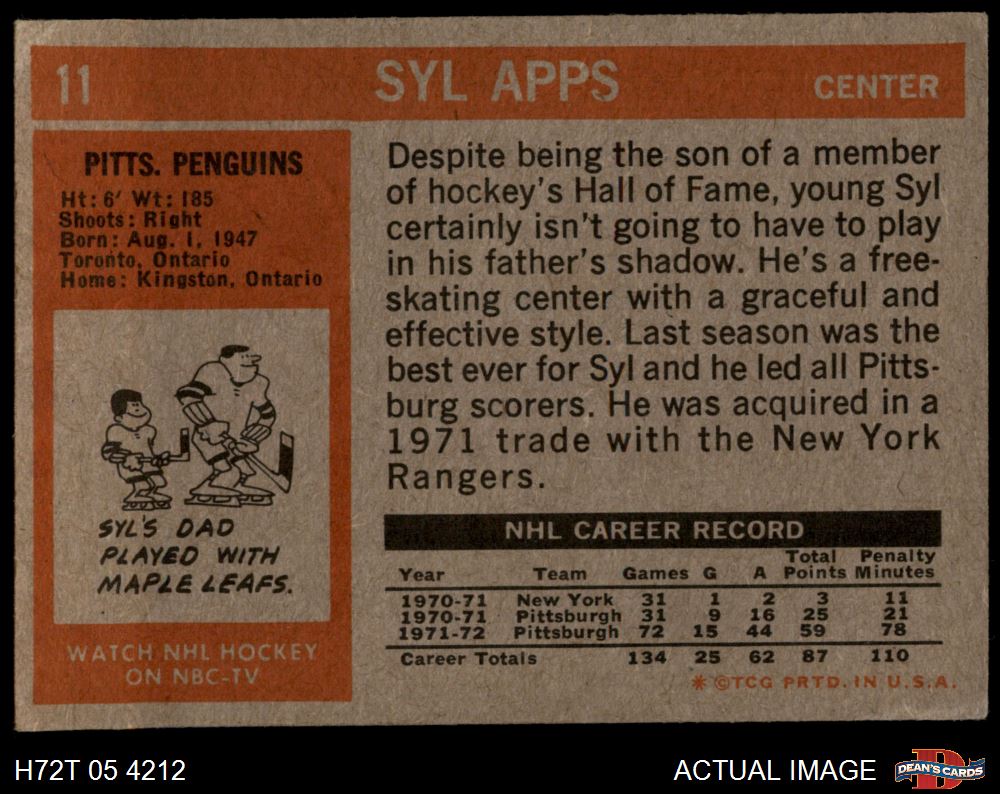 11 SYL APPS CENTER
PITTS. PENGUINS
Ht: 6' Wt: 185
Shoots: Right
Born: Aug. 1, 1947
Toronto, Ontario
Home: Kingston, Ontario
SYL'S DAD
PLAYED WITH
MAPLE LEAFS.
WATCH NHL HOCKEY
ON NBC-TV
Despite being the son of a member
of hockey's Hall of Fame, young Syl
certainly isn't going to have to play
in his father's shadow. He's a free-
skating center with a graceful and
effective style. Last season was the
best ever for Syl and he led all Pitts-
burg scorers. He was acquired in a
1971 trade with the New York
Rangers.
NHL CAREER RECORD
Total Penalty
Year Team Games G A Points Minutes
1970-71 New York 31 1 2 3 11
1970-71 Pittsburgh 31 9 16 25 21
1971-72 Pittsburgh 72 15 44 59 78
Career Totals 134 25 62 87 110
* ©TCG PRTD. IN U.S.A.
H72T 05 4212
ACTUAL IMAGE
D
DEAN'S CARDS